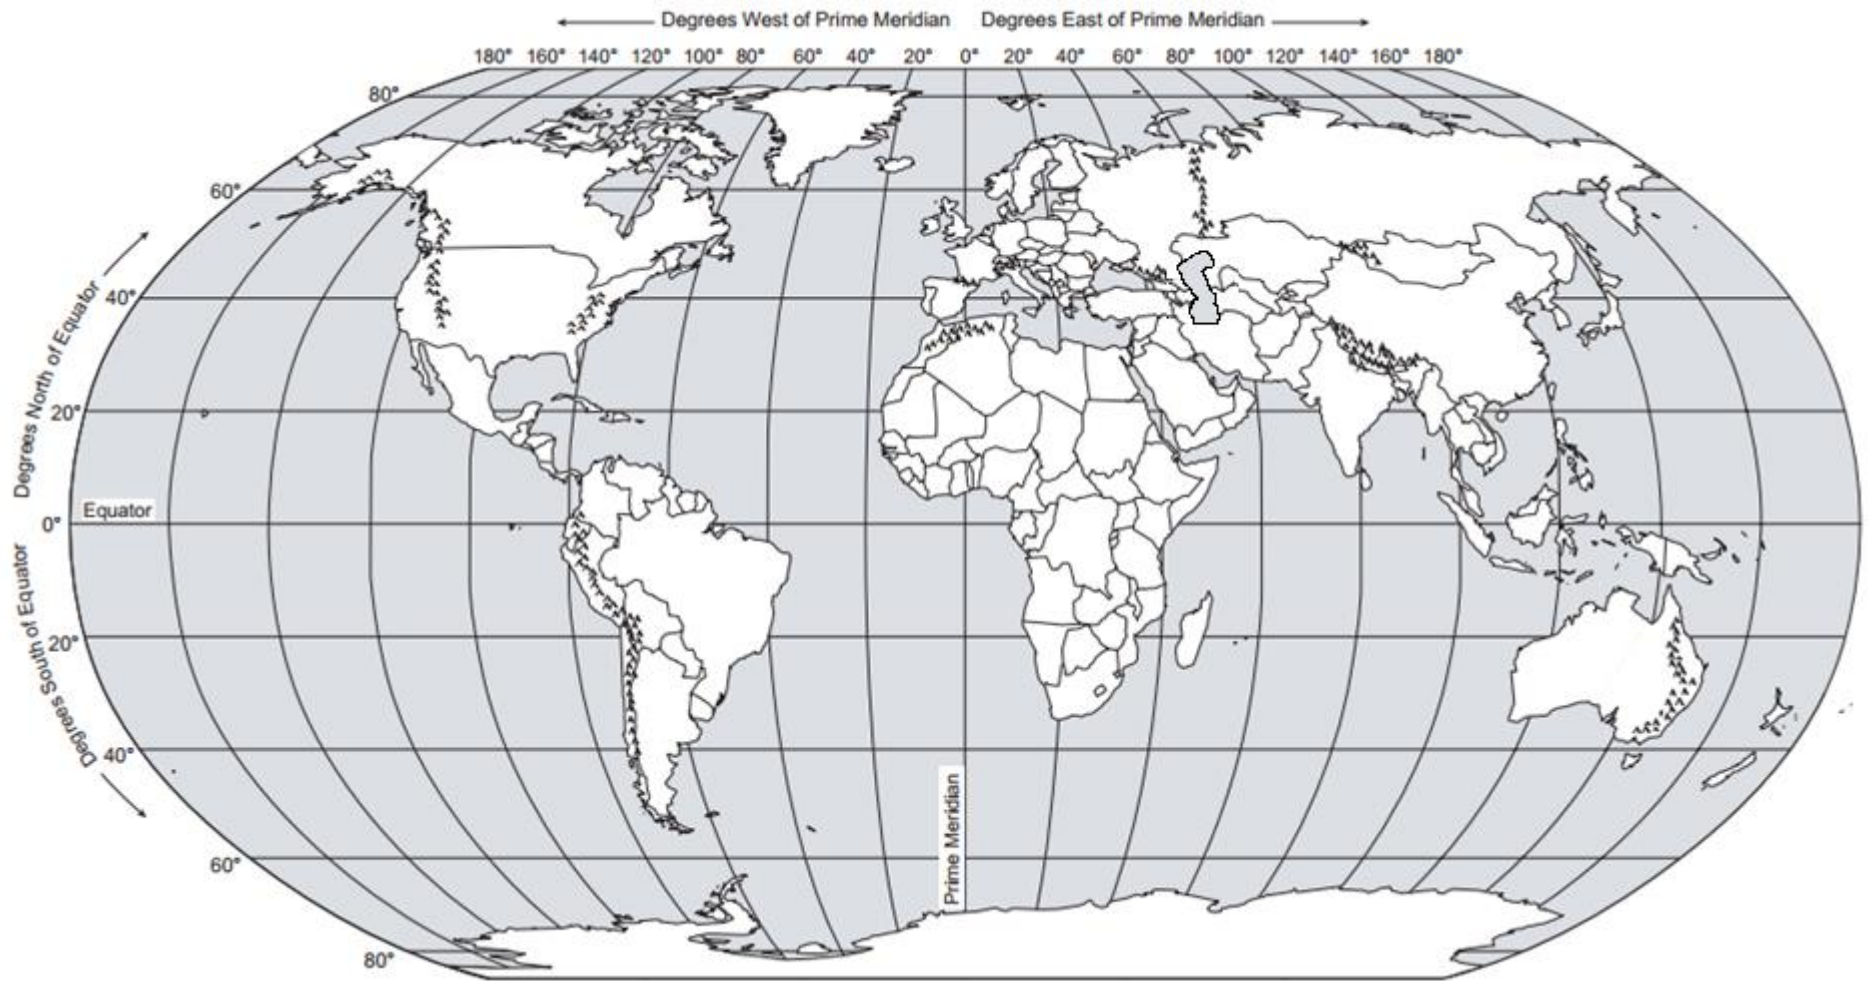 Degrees West of Prime Meridian Degrees East of Prime Meridian
180° 160° 140° 120° 100° 80° 60° 40° 20° 0° 20° 40° 60° 80° 100° 120° 140° 160° 180°
80°
60°
Degrees North of Equator
40°
20°
Equator
0°
Degrees South of Equator
20°
40°
Prime Meridian
60°
80°